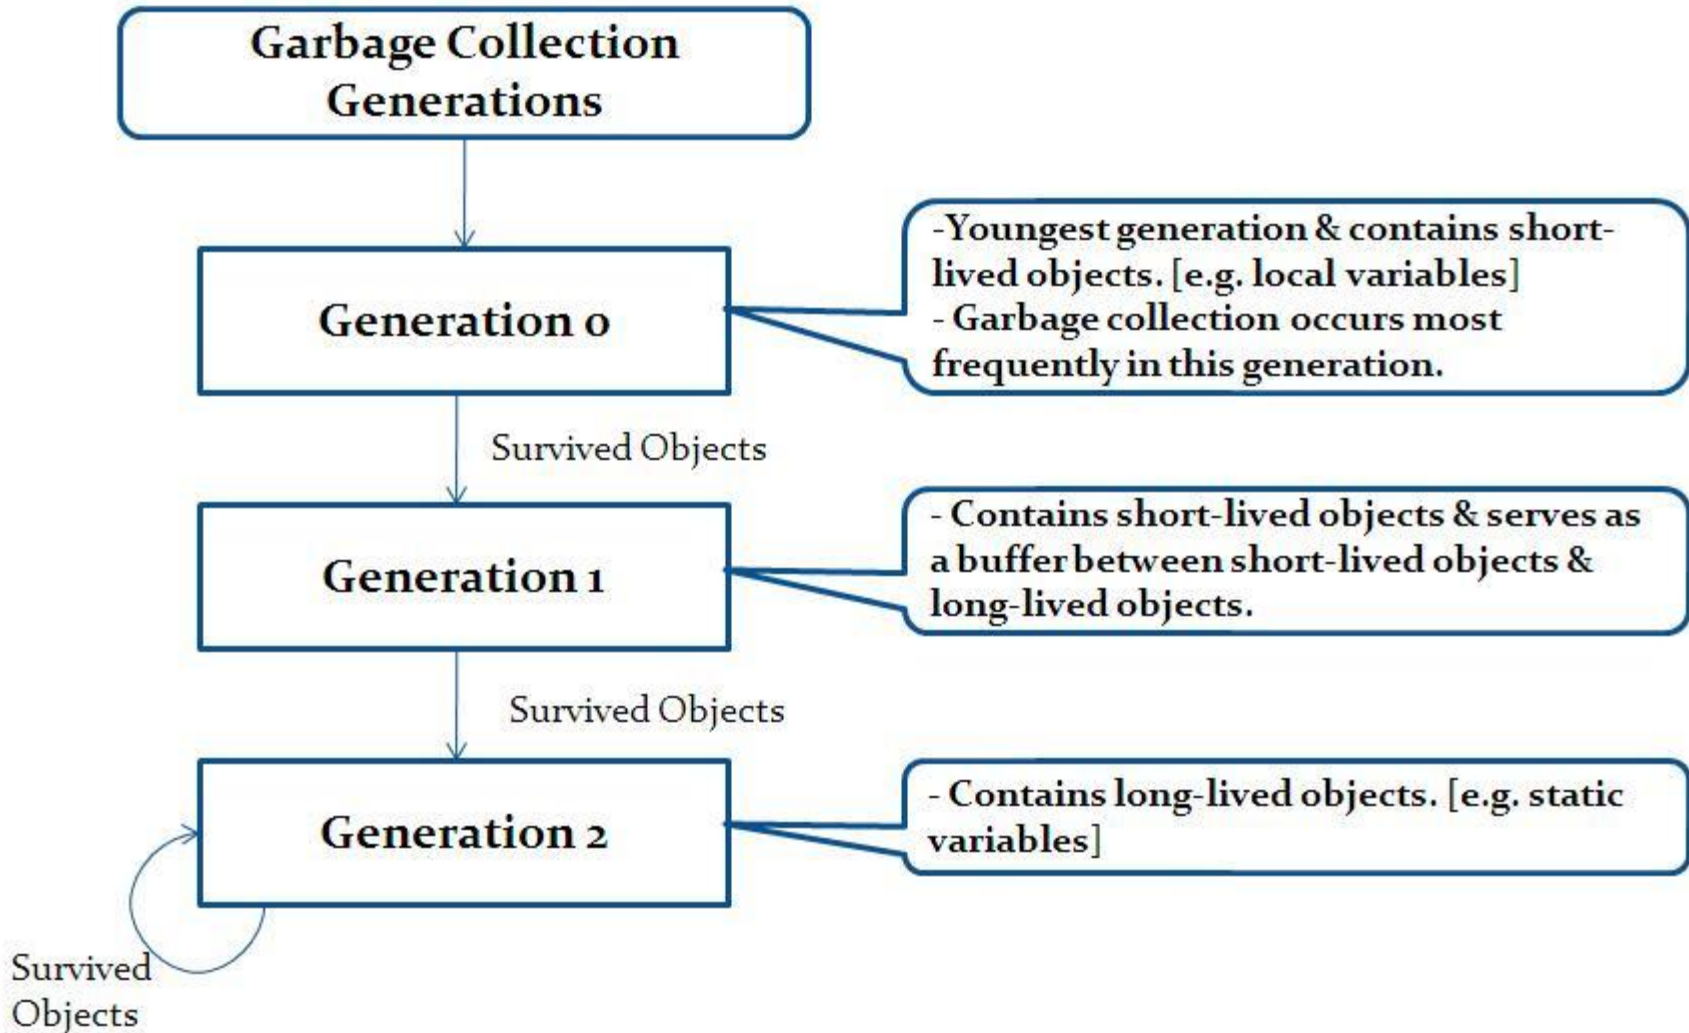 Garbage Collection
Generations
-Youngest generation & contains short-
lived objects. [e.g. local variables]
- Garbage collection occurs most
frequently in this generation.
Generation 0
Survived Objects
- Contains short-lived objects & serves as
a buffer between short-lived objects &
long-lived objects.
Generation 1
Survived Objects
- Contains long-lived objects. [e.g. static
variables]
Generation 2
Survived
Objects